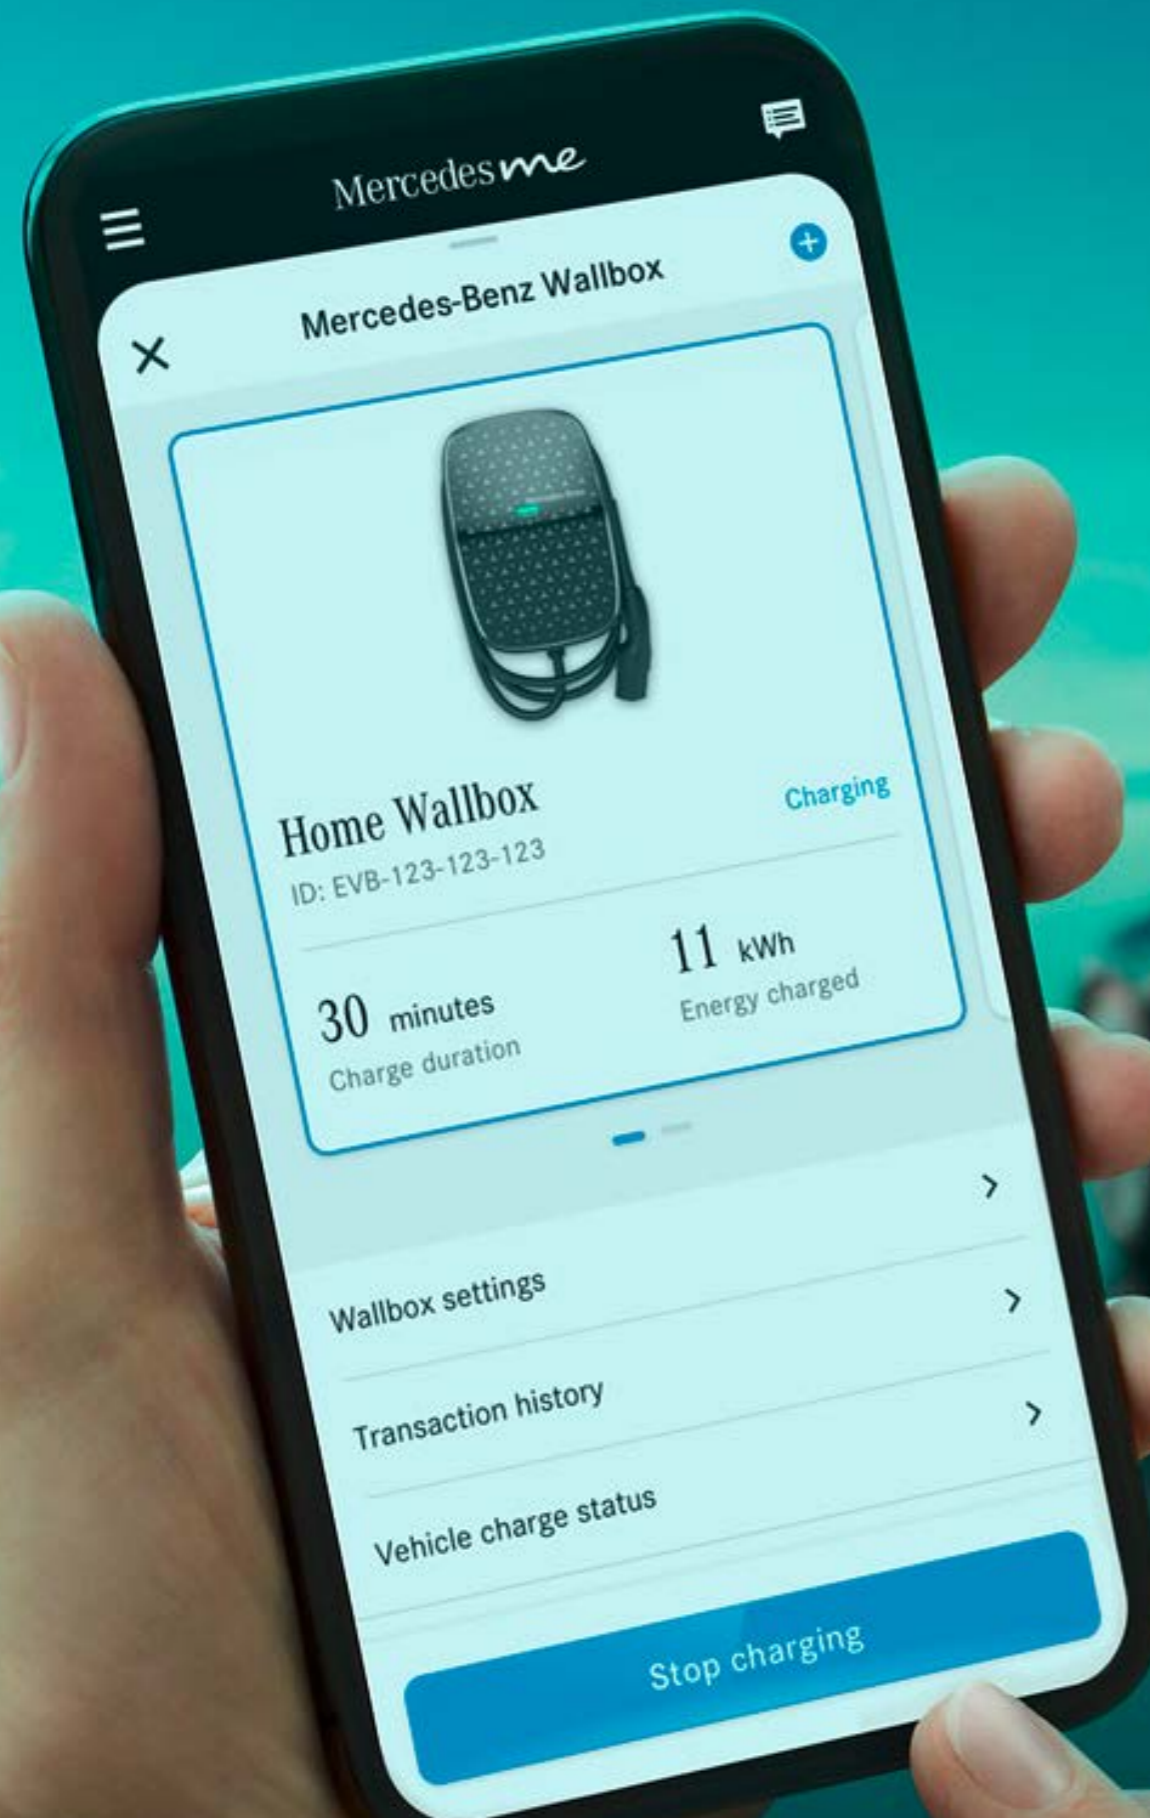 Mercedes me
Mercedes-Benz Wallbox
Home Wallbox
Charging
ID: EVB-123-123-123
30 minutes
11 kWh
Charge duration
Energy charged
Wallbox settings
Transaction history
Vehicle charge status
Stop charging